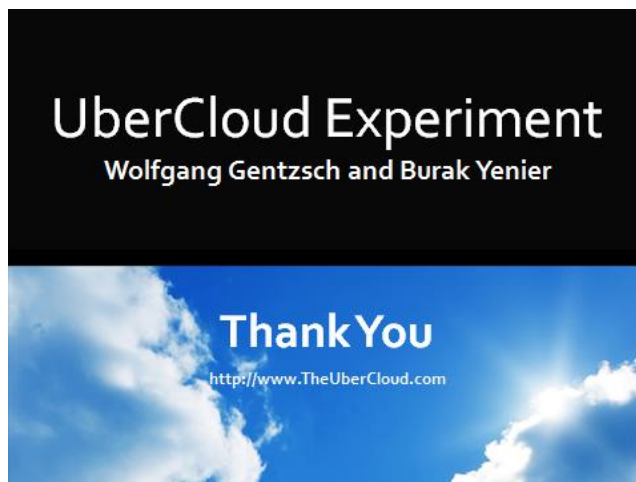 UberCloud Experiment
Wolfgang Gentzsch and Burak Yenier
Thank You
http://www.TheUberCloud.com